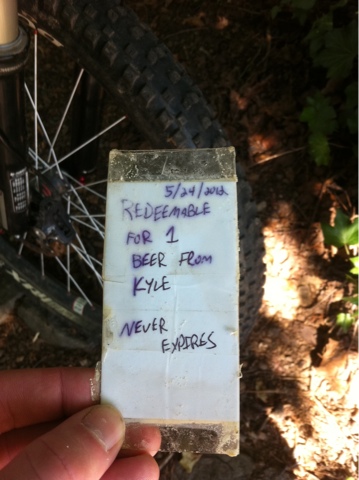 5/24/2012
REDEEMABLE
FOR 1
BEER FROM
KYLE
NEVER
EXPIRES